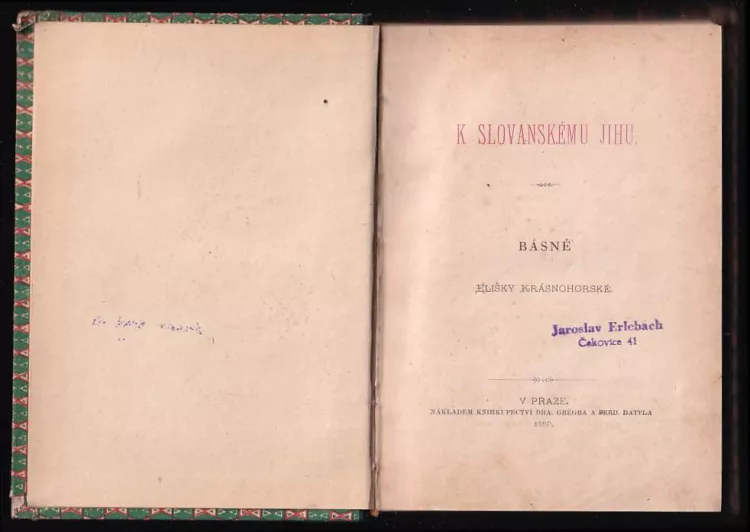 K SLOVANSKÉMU JIHU.
BÁSNĚ
ELIŠKY KRÁSNOHORSKÉ.
Jaroslav Erlebach
Čakovice 41
V PRAZE.
NÁKLADEM KNIHKUPECTVÍ DRA. GRÉGRA A FERD. DATTLA